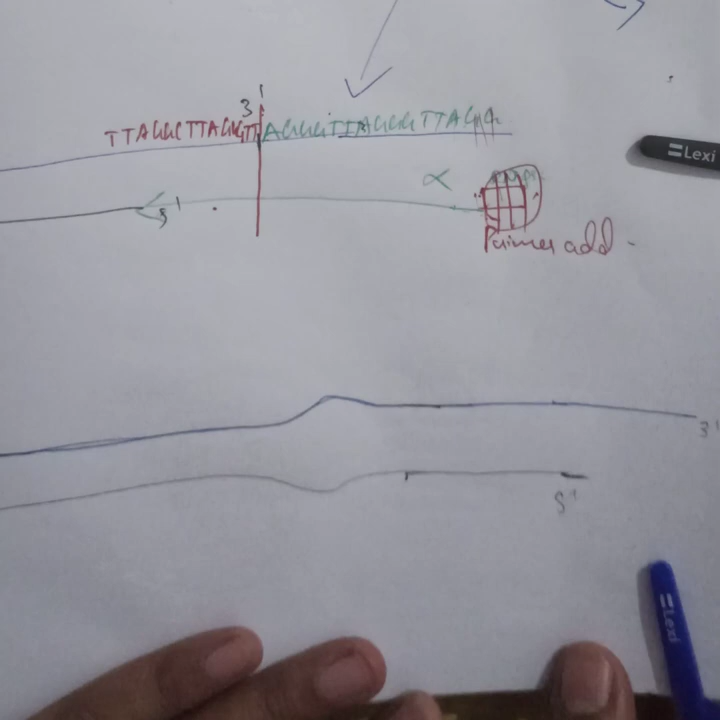 3'
TTAGGGTTAGGGTTAGGGTTAGGGTTAGGG
α
5'
Primer add -
3'
5'
=Lexi
=Lexi